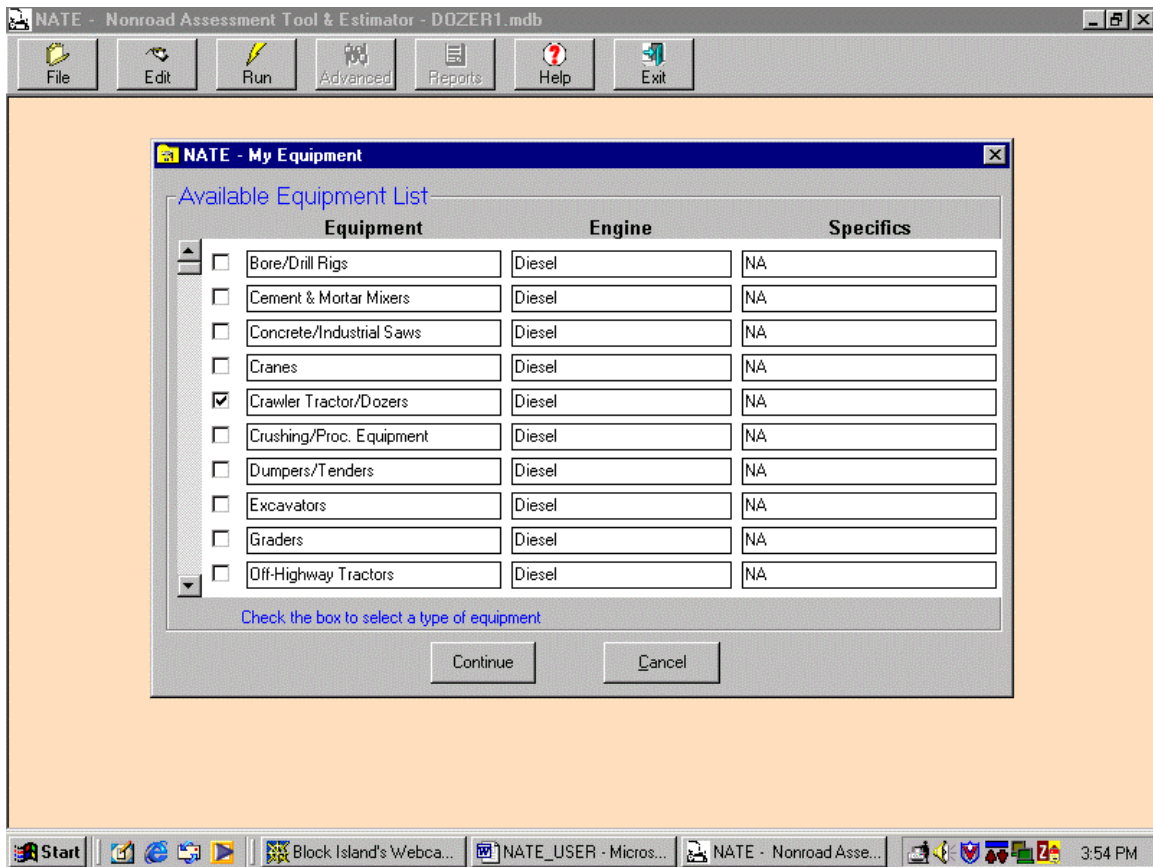 NATE - Nonroad Assessment Tool & Estimator - DOZER1.mdb
File Edit Run Advanced Reports Help Exit
NATE - My Equipment
Available Equipment List
Equipment Engine Specifics
Bore/Drill Rigs Diesel NA
Cement & Mortar Mixers Diesel NA
Concrete/Industrial Saws Diesel NA
Cranes Diesel NA
Crawler Tractor/Dozers Diesel NA
Crushing/Proc. Equipment Diesel NA
Dumpers/Tenders Diesel NA
Excavators Diesel NA
Graders Diesel NA
Off-Highway Tractors Diesel NA
Check the box to select a type of equipment
Continue Cancel
Start Block Island's Webca... NATE_USER - Micros... NATE - Nonroad Asse... 3:54 PM